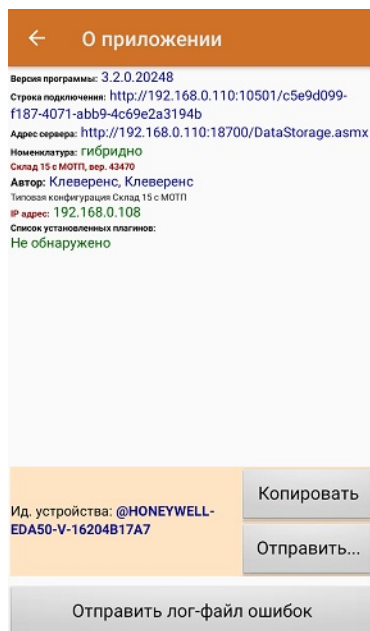 ← О приложении
Версия программы: 3.2.0.20248
Строка подключения: http://192.168.0.110:10501/c5e9d099-
f187-4071-abb9-4c69e2a3194b
Адрес сервера: http://192.168.0.110:18700/DataStorage.asmx
Номенклатура: гибридно
Склад 15 с МОТП, вер. 43470
Автор: Клеверенс, Клеверенс
Типовая конфигурация Склад 15 с МОТП
IP адрес: 192.168.0.108
Список установленных плагинов:
Не обнаружено
Копировать
Ид. устройства: @HONEYWELL-
EDA50-V-16204B17A7
Отправить...
Отправить лог-файл ошибок